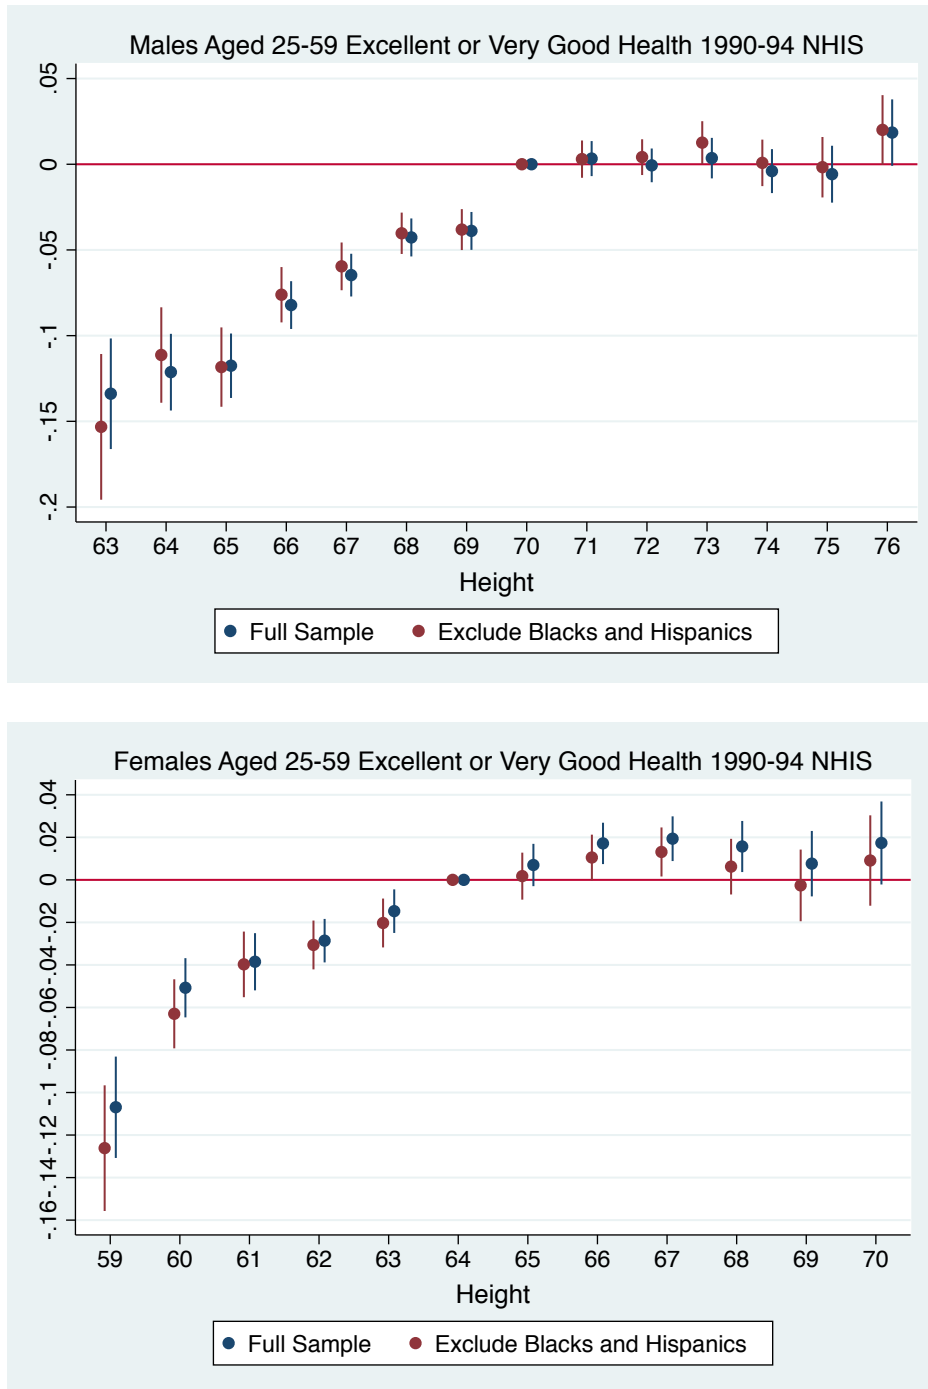 Males Aged 25-59 Excellent or Very Good Health 1990-94 NHIS
.05
0
-.05
-.1
-.15
-.2
63 64 65 66 67 68 69 70 71 72 73 74 75 76
Height
Full Sample Exclude Blacks and Hispanics
Females Aged 25-59 Excellent or Very Good Health 1990-94 NHIS
.04
.02
0
-.02
-.04
-.06
-.08
-.1
-.12
-.14
-.16
59 60 61 62 63 64 65 66 67 68 69 70
Height
Full Sample Exclude Blacks and Hispanics